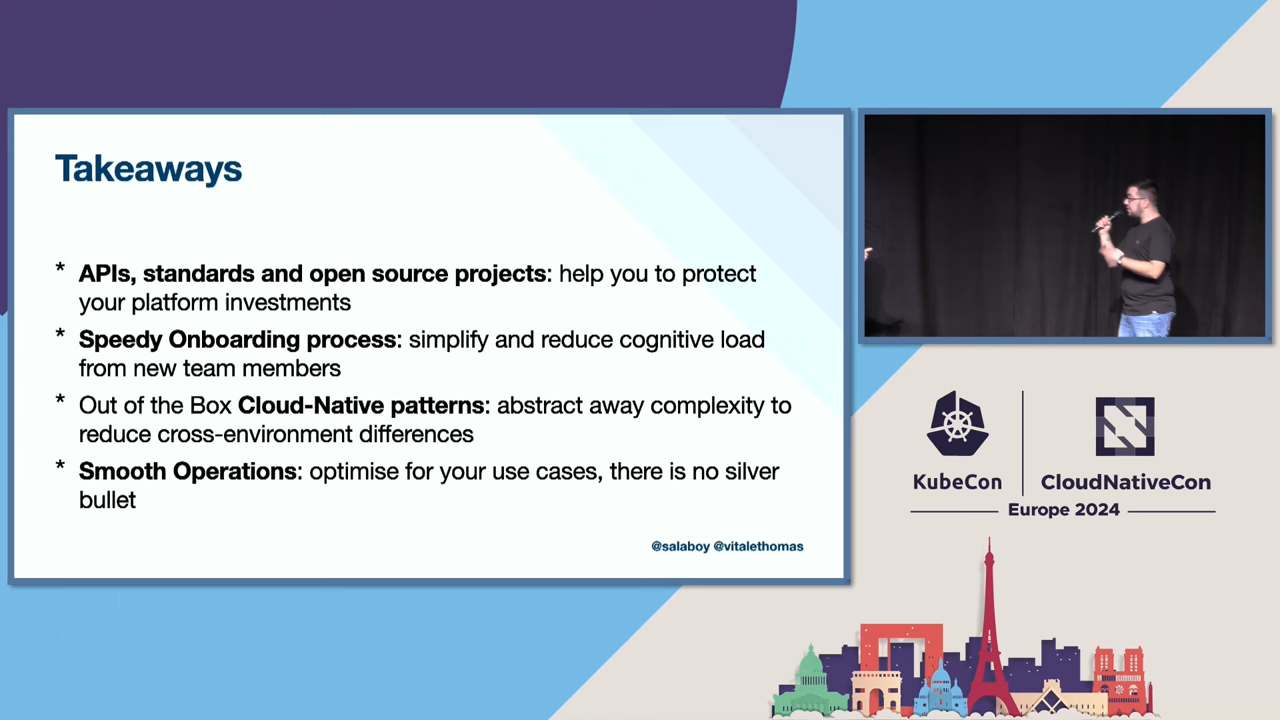 Takeaways
* APIs, standards and open source projects: help you to protect
your platform investments
* Speedy Onboarding process: simplify and reduce cognitive load
from new team members
* Out of the Box Cloud-Native patterns: abstract away complexity to
reduce cross-environment differences
* Smooth Operations: optimise for your use cases, there is no silver
bullet
@salaboy @vitalethomas
KubeCon
CloudNativeCon
Europe 2024